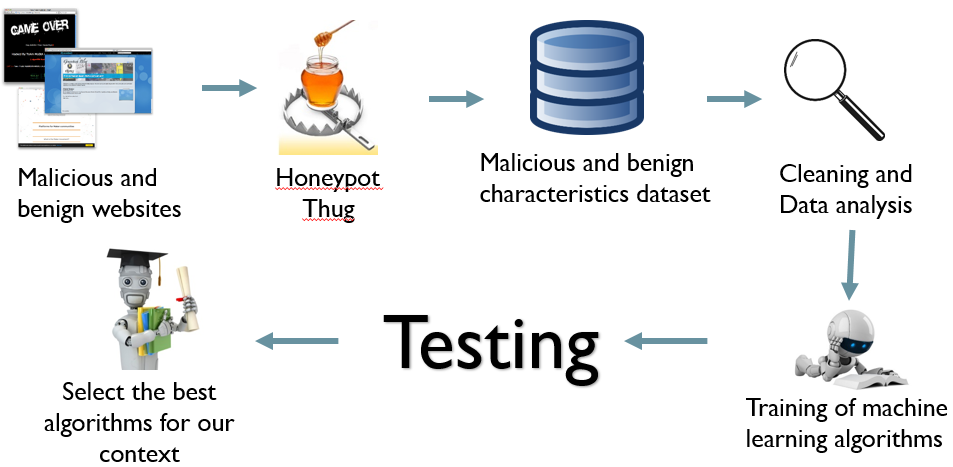 GAME OVER
Malicious and
benign websites
Honeypot
Thug
Malicious and benign
characteristics dataset
Cleaning and
Data analysis
Training of machine
learning algorithms
Testing
Select the best
algorithms for our
context